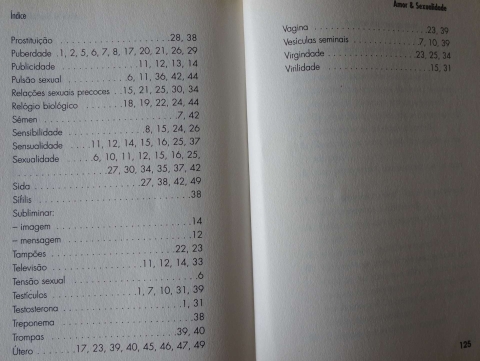 Índice
Prostituição . . . . . . . . . . . . . . . . . . . . . . . . . . .28, 38
Puberdade .1, 2, 5, 6, 7, 8, 17, 20, 21, 26, 29
Publicidade . . . . . . . . . . . . . . . . . . .11, 12, 13, 14
Pulsão sexual . . . . . . . . . . . . . . . .6, 11, 36, 42, 44
Relações sexuais precoces . . .15, 21, 25, 30, 34
Relógio biológico . . . . . . . . . . .18, 19, 22, 24, 44
Sémen . . . . . . . . . . . . . . . . . . . . . . . . . . . . . . .7, 42
Sensibilidade . . . . . . . . . . . . . . . . . .8, 15, 24, 26
Sensualidade . . . . .11, 12, 14, 15, 16, 25, 37
Sexualidade . . . . . .6, 10, 11, 12, 15, 16, 25,
. . . . . . . . . . . . . . .27, 30, 34, 35, 37, 42
Sida . . . . . . . . . . . . . . . . . . . . . . .27, 38, 42, 49
Sífilis . . . . . . . . . . . . . . . . . . . . . . . . . . . . . . .38
Subliminar:
– imagem . . . . . . . . . . . . . . . . . . . . . . . . . . . .14
– mensagem . . . . . . . . . . . . . . . . . . . . . . . . .12
Tampões . . . . . . . . . . . . . . . . . . . . . . . . .22, 23
Televisão . . . . . . . . . . . . . . . . . .11, 12, 14, 33
Tensão sexual . . . . . . . . . . . . . . . . . . . . . . . . .6
Testículos . . . . . . . . . . . . . . . . .1, 7, 10, 31, 39
Testosterona . . . . . . . . . . . . . . . . . . . . . . .1, 31
Treponema . . . . . . . . . . . . . . . . . . . . . . . . . .38
Trompas . . . . . . . . . . . . . . . . . . . . . . . . .39, 40
Útero . . . . . . .17, 23, 39, 40, 45, 46, 47, 49
Amor & Sexualidade
Vagina . . . . . . . . . . . . . . . . . . . . . . .23, 39
Vesículas seminais . . . . . . . . . . . . . .7, 10, 39
Virgindade . . . . . . . . . . . . . . . . . .23, 25, 34
Virilidade . . . . . . . . . . . . . . . . . . . . . .15, 31
125